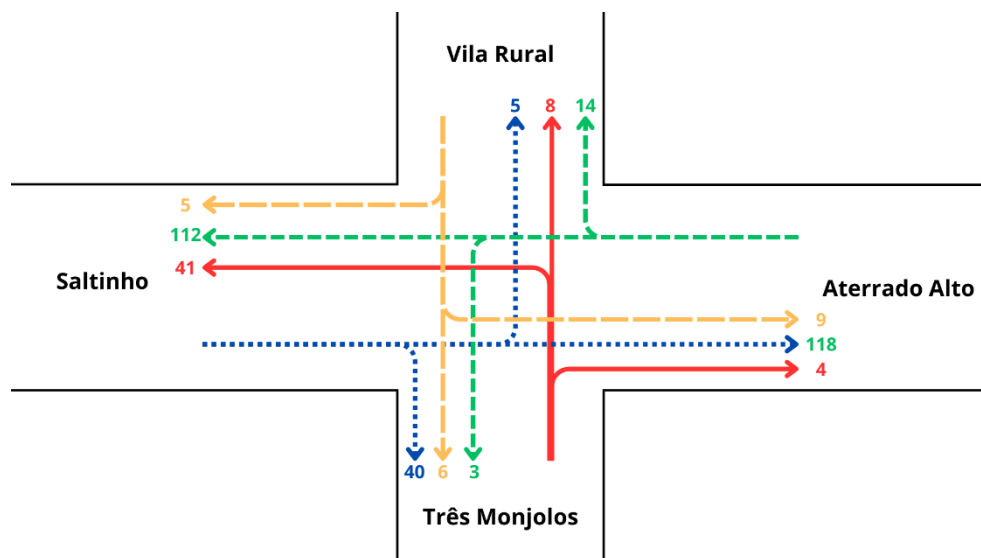 Vila Rural
5 8 14
5
112
41
Saltinho
Aterrado Alto
9
118
4
40 6 3
Três Monjolos